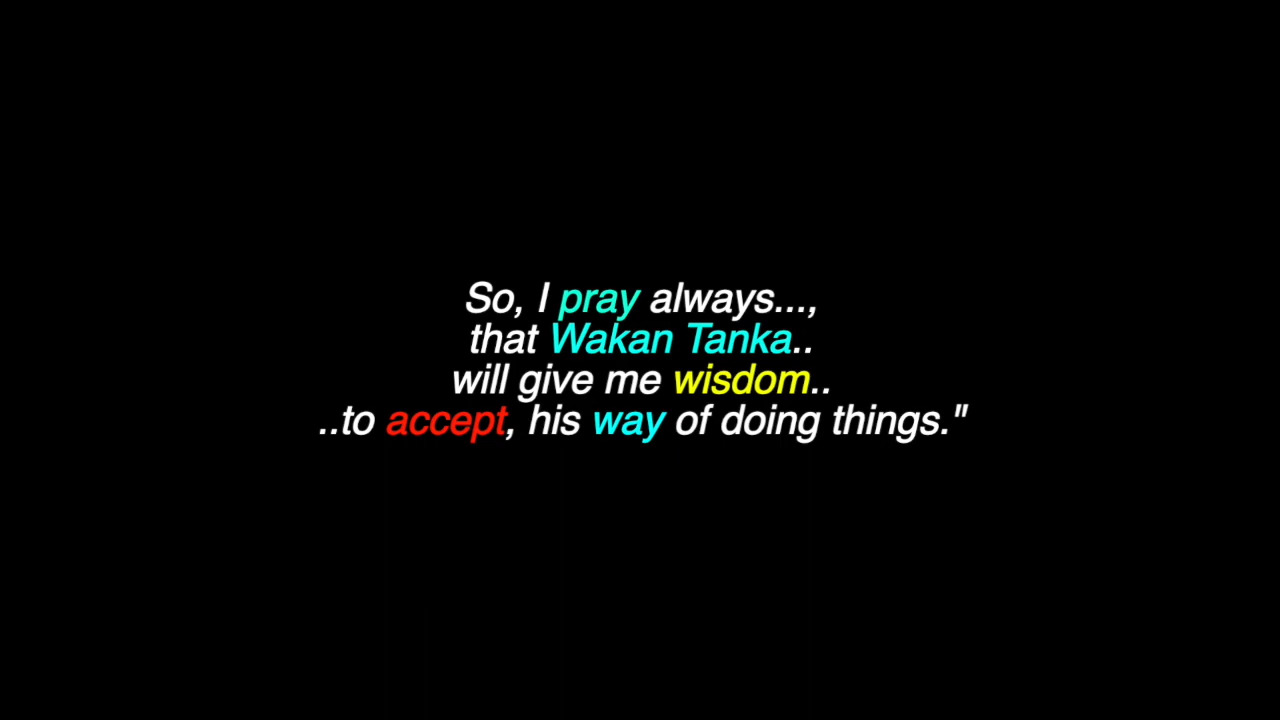 So, I pray always...,
that Wakan Tanka..
will give me wisdom..
..to accept, his way of doing things."